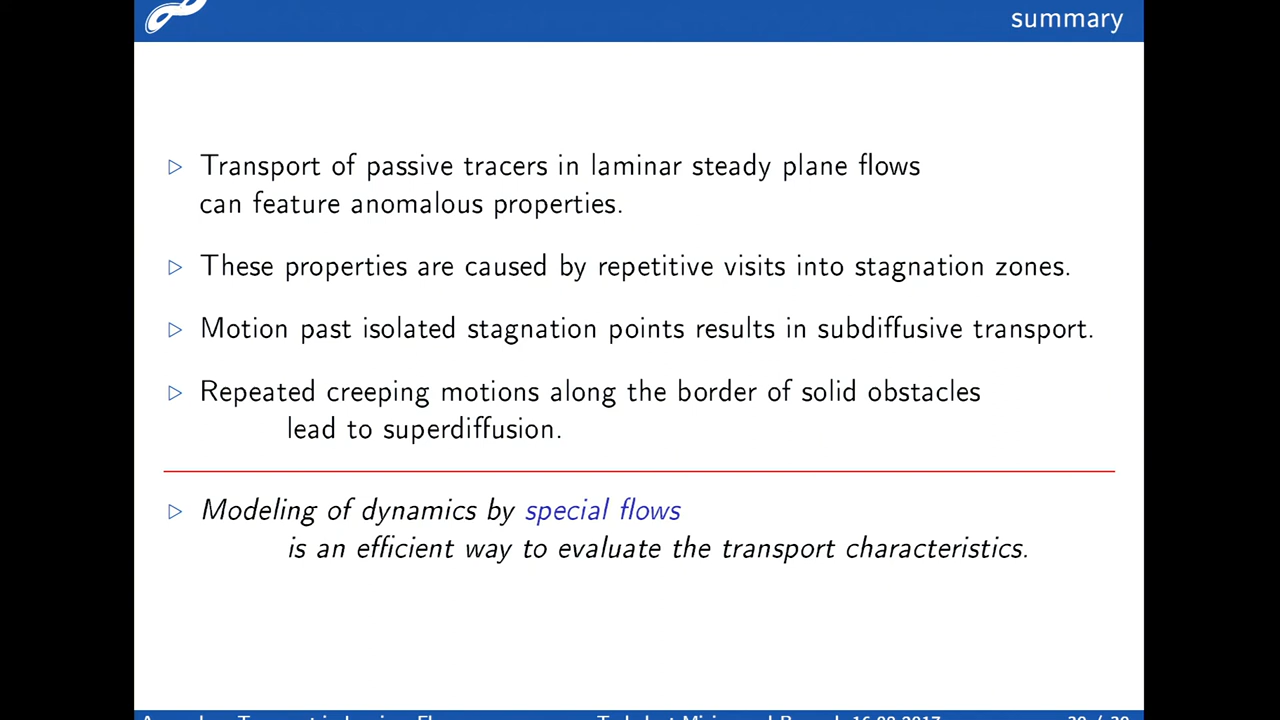 summary
▷ Transport of passive tracers in laminar steady plane flows
can feature anomalous properties.
▷ These properties are caused by repetitive visits into stagnation zones.
▷ Motion past isolated stagnation points results in subdiffusive transport.
▷ Repeated creeping motions along the border of solid obstacles
lead to superdiffusion.
▷ Modeling of dynamics by special flows
is an efficient way to evaluate the transport characteristics.